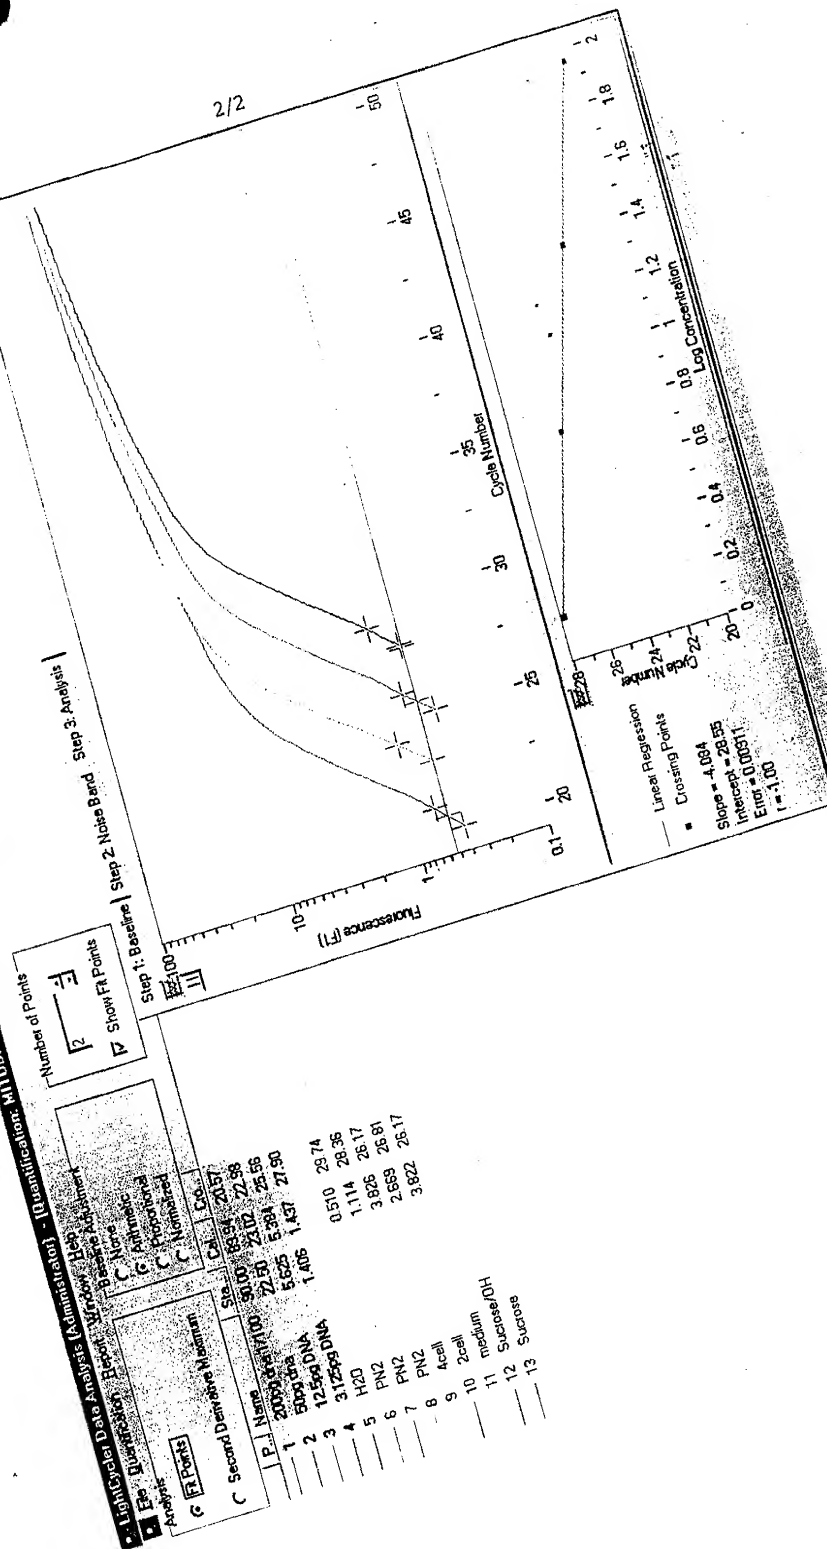 2/2
LightCycler Data Analysis (Administrator) - [Quantification: MITDD
File Quantification Report Window Help
Analysis
Fit Points
Second Derivative Maximum
Baseline Adjustment
None
Arithmetic
Proportional
Normalized
Number of Points
2
Show Fit Points
Step 1: Baseline Step 2: Noise Band Step 3: Analysis
P... Name Sta... Cal... Cro...
1 200pg dna/1/100 90.00 89.94 20.57
2 50pg dna 22.50 23.02 22.98
3 12.5pg DNA 5.625 5.384 25.56
4 3.125pg DNA 1.406 1.437 27.90
5 H2O
6 PN2 0.510 29.74
7 PN2 1.114 28.36
8 PN2 3.826 26.17
9 4cell 2.669 26.81
10 2cell 3.822 26.17
11 medium
12 Sucrose/OH
13 Sucrose
100
10
1
0.1
Fluorescence (F1)
20 25 30 35 40 45 50
Cycle Number
28
26
24
22
20
Cycle Number
0 0.2 0.4 0.6 0.8 1 1.2 1.4 1.6 1.8 2
Log Concentration
Linear Regression
Crossing Points
Slope = -4.094
Intercept = 28.55
Error = 0.00911
r = -1.00